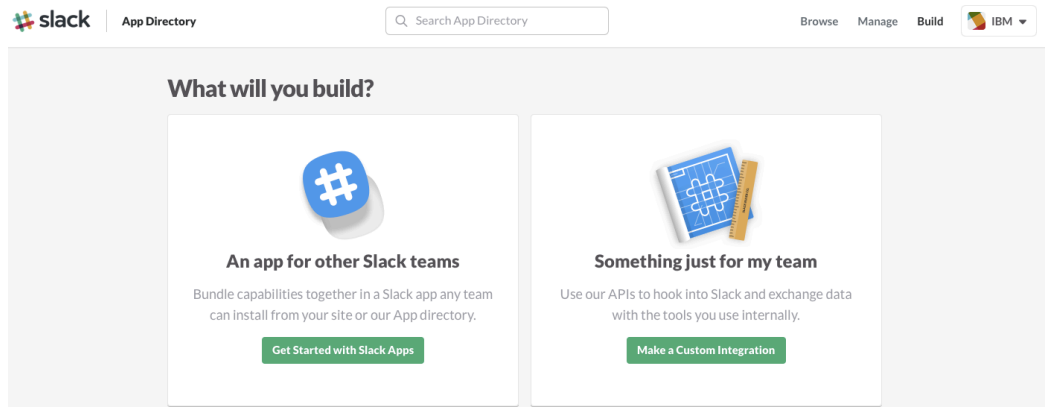 slack App Directory Search App Directory Browse Manage Build IBM
What will you build?
An app for other Slack teams
Bundle capabilities together in a Slack app any team
can install from your site or our App directory.
Get Started with Slack Apps
Something just for my team
Use our APIs to hook into Slack and exchange data
with the tools you use internally.
Make a Custom Integration